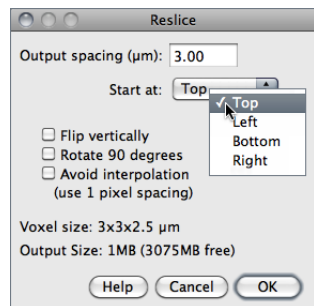 Reslice
Output spacing (µm): 3.00
Start at: Top
✓ Top
Left
Bottom
Right
Flip vertically
Rotate 90 degrees
Avoid interpolation
(use 1 pixel spacing)
Voxel size: 3x3x2.5 µm
Output Size: 1MB (3075MB free)
Help Cancel OK